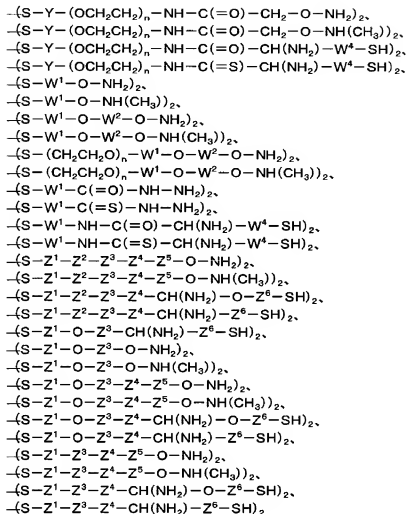 -(S-Y-(OCH₂CH₂)ₙ-NH-C(=O)-CH₂-O-NH₂)₂、
-(S-Y-(OCH₂CH₂)ₙ-NH-C(=O)-CH₂-O-NH(CH₃))₂、
-(S-Y-(OCH₂CH₂)ₙ-NH-C(=O)-CH(NH₂)-W⁴-SH)₂、
-(S-Y-(OCH₂CH₂)ₙ-NH-C(=S)-CH(NH₂)-W⁴-SH)₂、
-(S-W¹-O-NH₂)₂、
-(S-W¹-O-NH(CH₃))₂、
-(S-W¹-O-W²-O-NH₂)₂、
-(S-W¹-O-W²-O-NH(CH₃))₂、
-(S-(CH₂CH₂O)ₙ-W¹-O-W²-O-NH₂)₂、
-(S-(CH₂CH₂O)ₙ-W¹-O-W²-O-NH(CH₃))₂、
-(S-W¹-C(=O)-NH-NH₂)₂、
-(S-W¹-C(=S)-NH-NH₂)₂、
-(S-W¹-NH-C(=O)-CH(NH₂)-W⁴-SH)₂、
-(S-W¹-NH-C(=S)-CH(NH₂)-W⁴-SH)₂、
-(S-Z¹-Z²-Z³-Z⁴-Z⁵-O-NH₂)₂、
-(S-Z¹-Z²-Z³-Z⁴-Z⁵-O-NH(CH₃))₂、
-(S-Z¹-Z²-Z³-Z⁴-CH(NH₂)-O-Z⁶-SH)₂、
-(S-Z¹-Z²-Z³-Z⁴-CH(NH₂)-Z⁶-SH)₂、
-(S-Z¹-O-Z³-CH(NH₂)-Z⁶-SH)₂、
-(S-Z¹-O-Z³-O-NH₂)₂、
-(S-Z¹-O-Z³-O-NH(CH₃))₂、
-(S-Z¹-O-Z³-Z⁴-Z⁵-O-NH₂)₂、
-(S-Z¹-O-Z³-Z⁴-Z⁵-O-NH(CH₃))₂、
-(S-Z¹-O-Z³-Z⁴-CH(NH₂)-O-Z⁶-SH)₂、
-(S-Z¹-O-Z³-Z⁴-CH(NH₂)-Z⁶-SH)₂、
-(S-Z¹-Z³-Z⁴-Z⁵-O-NH₂)₂、
-(S-Z¹-Z³-Z⁴-Z⁵-O-NH(CH₃))₂、
-(S-Z¹-Z³-Z⁴-CH(NH₂)-O-Z⁶-SH)₂、
-(S-Z¹-Z³-Z⁴-CH(NH₂)-Z⁶-SH)₂